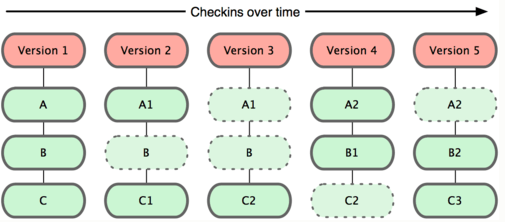 Checkins over time
Version 1 Version 2 Version 3 Version 4 Version 5
A A1 A1 A2 A2
B B B B1 B2
C C1 C2 C2 C3